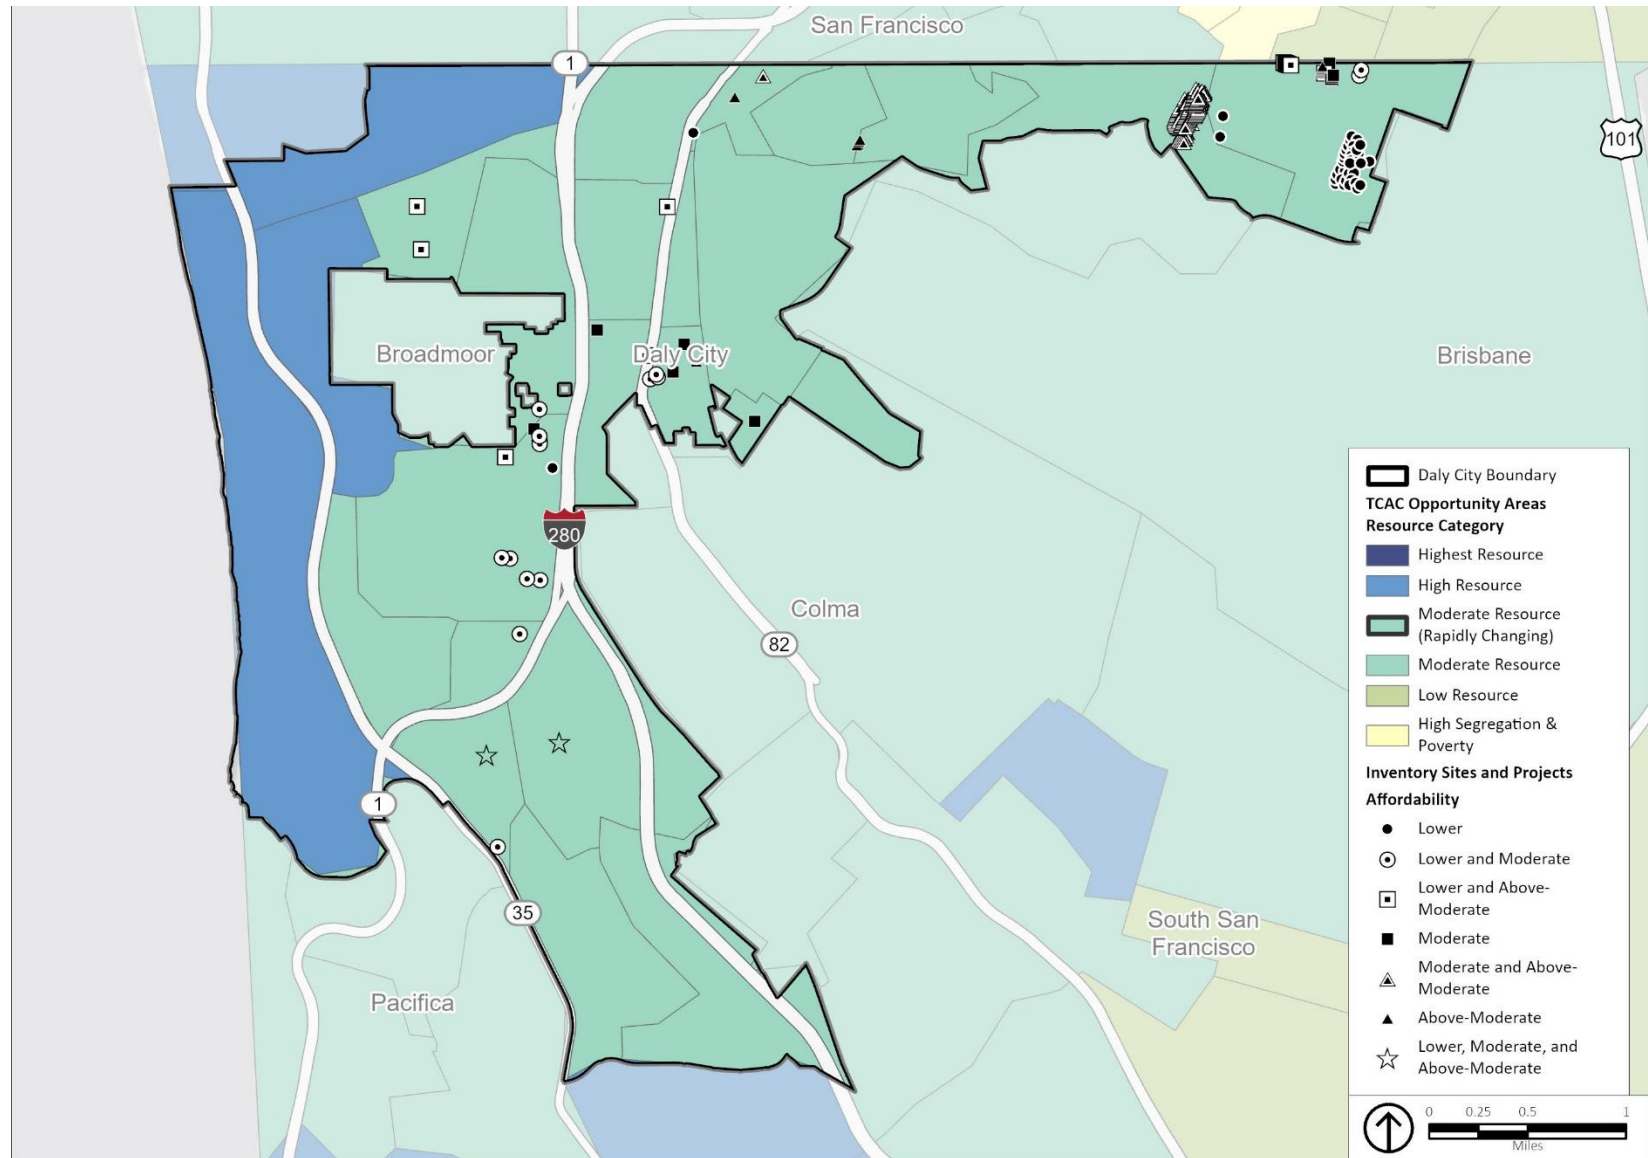 San Francisco
1
101
Broadmoor
Daly City
Brisbane
280
Colma
82
1
35
South San
Francisco
Pacifica
Daly City Boundary
TCAC Opportunity Areas
Resource Category
Highest Resource
High Resource
Moderate Resource
(Rapidly Changing)
Moderate Resource
Low Resource
High Segregation &
Poverty
Inventory Sites and Projects
Affordability
Lower
Lower and Moderate
Lower and Above-
Moderate
Moderate
Moderate and Above-
Moderate
Above-Moderate
Lower, Moderate, and
Above-Moderate
0 0.25 0.5 1
Miles